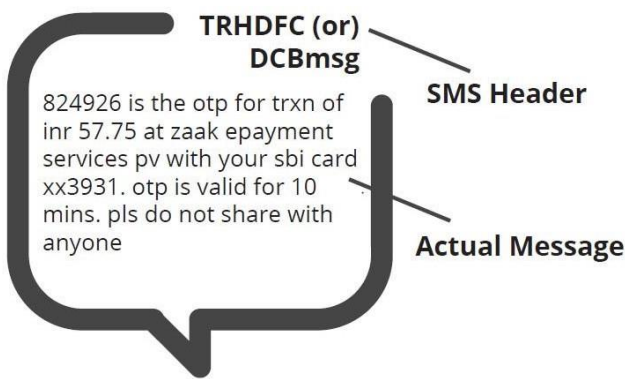 TRHDFC (or)
DCBmsg
SMS Header
824926 is the otp for trxn of
inr 57.75 at zaak epayment
services pv with your sbi card
xx3931. otp is valid for 10
mins. pls do not share with
anyone
Actual Message